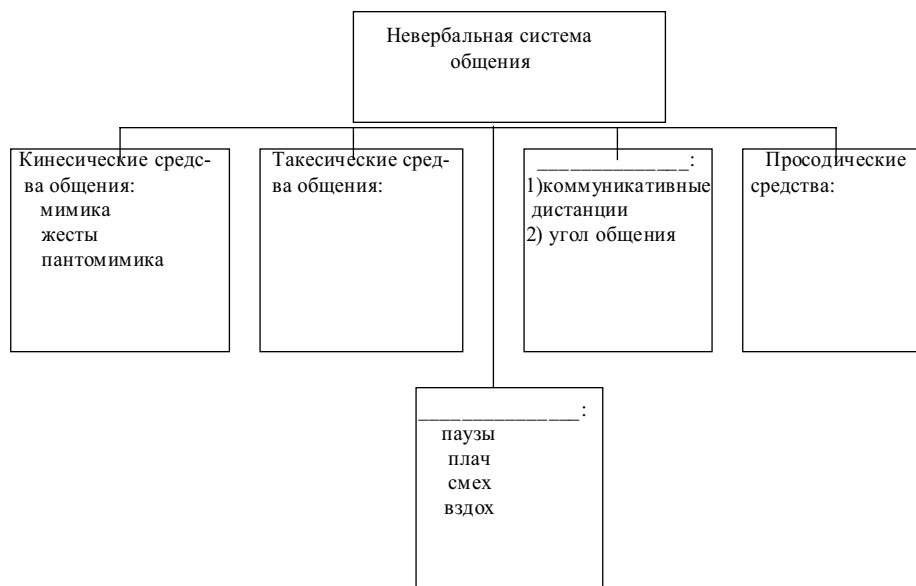 Невербальная система
общения
Кинесические средс-
ва общения:
мимика
жесты
пантомимика
Такесические сред-
ва общения:
_______________:
1)коммуникативные
дистанции
2) угол общения
Просодические
средства:
_______________:
паузы
плач
смех
вздох